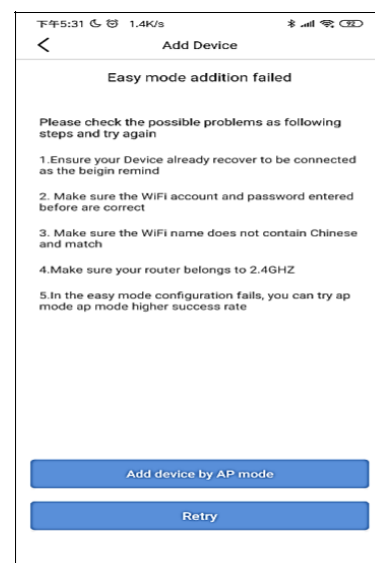 下午5:31 1.4K/s 92
Add Device
Easy mode addition failed
Please check the possible problems as following
steps and try again
1.Ensure your Device already recover to be connected
as the beigin remind
2. Make sure the WiFi account and password entered
before are correct
3. Make sure the WiFi name does not contain Chinese
and match
4.Make sure your router belongs to 2.4GHZ
5.In the easy mode configuration fails, you can try ap
mode ap mode higher success rate
Add device by AP mode
Retry